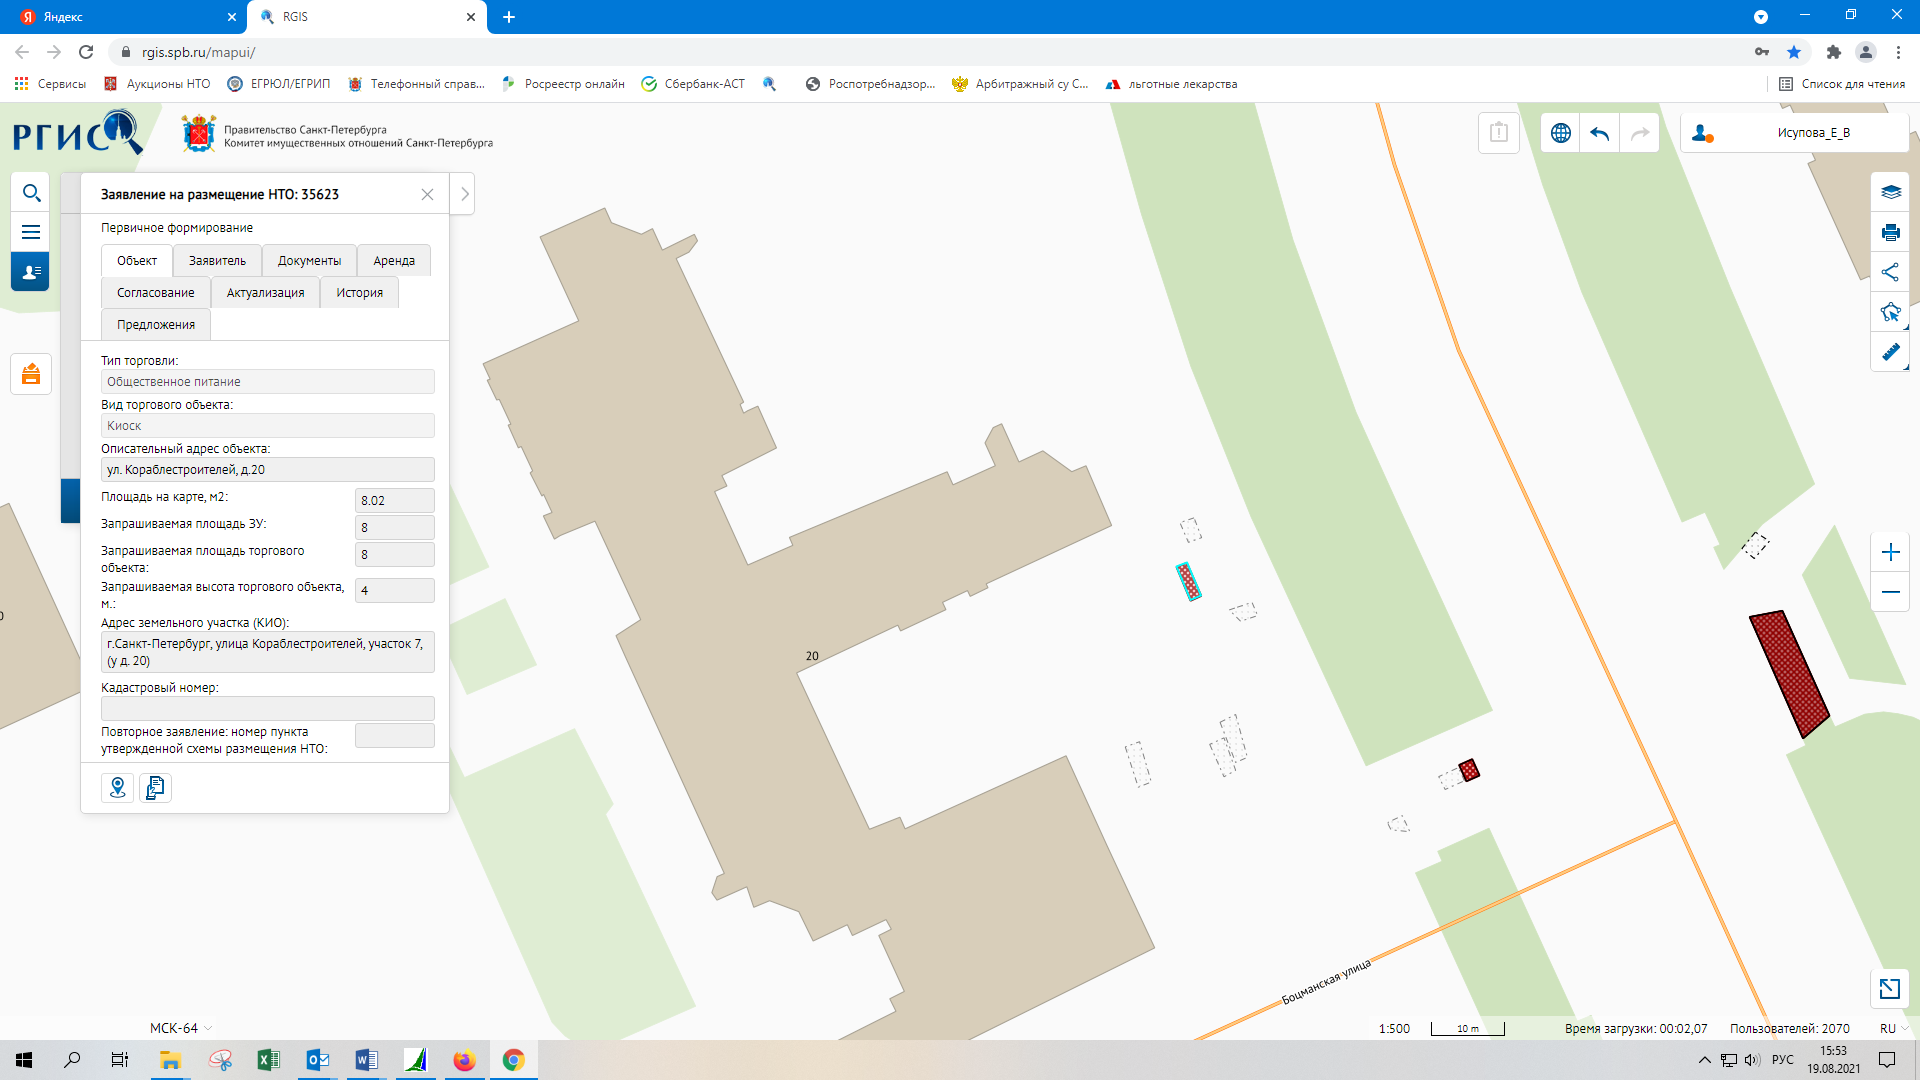 Яндекс
RGIS
rgis.spb.ru/mapui/
Сервисы
Аукционы НТО
ЕГРЮЛ/ЕГРИП
Телефонный справ...
Росреестр онлайн
Сбербанк-АСТ
Роспотребнадзор...
Арбитражный су С...
льготные лекарства
Список для чтения
РГИС
Правительство Санкт-Петербурга
Комитет имущественных отношений Санкт-Петербурга
Исупова_Е_В
Заявление на размещение НТО: 35623
Первичное формирование
Объект
Заявитель
Документы
Аренда
Согласование
Актуализация
История
Предложения
Тип торговли:
Общественное питание
Вид торгового объекта:
Киоск
Описательный адрес объекта:
ул. Кораблестроителей, д.20
Площадь на карте, м2:
8.02
Запрашиваемая площадь ЗУ:
8
Запрашиваемая площадь торгового
объекта:
8
Запрашиваемая высота торгового объекта,
м.:
4
Адрес земельного участка (КИО):
г.Санкт-Петербург, улица Кораблестроителей, участок 7,
(у д. 20)
Кадастровый номер:
Повторное заявление: номер пункта
утвержденной схемы размещения НТО:
20
Боцманская улица
МСК-64
1:500
10 m
Время загрузки: 00:02,07
Пользователей: 2070
RU
РУС
15:53
19.08.2021